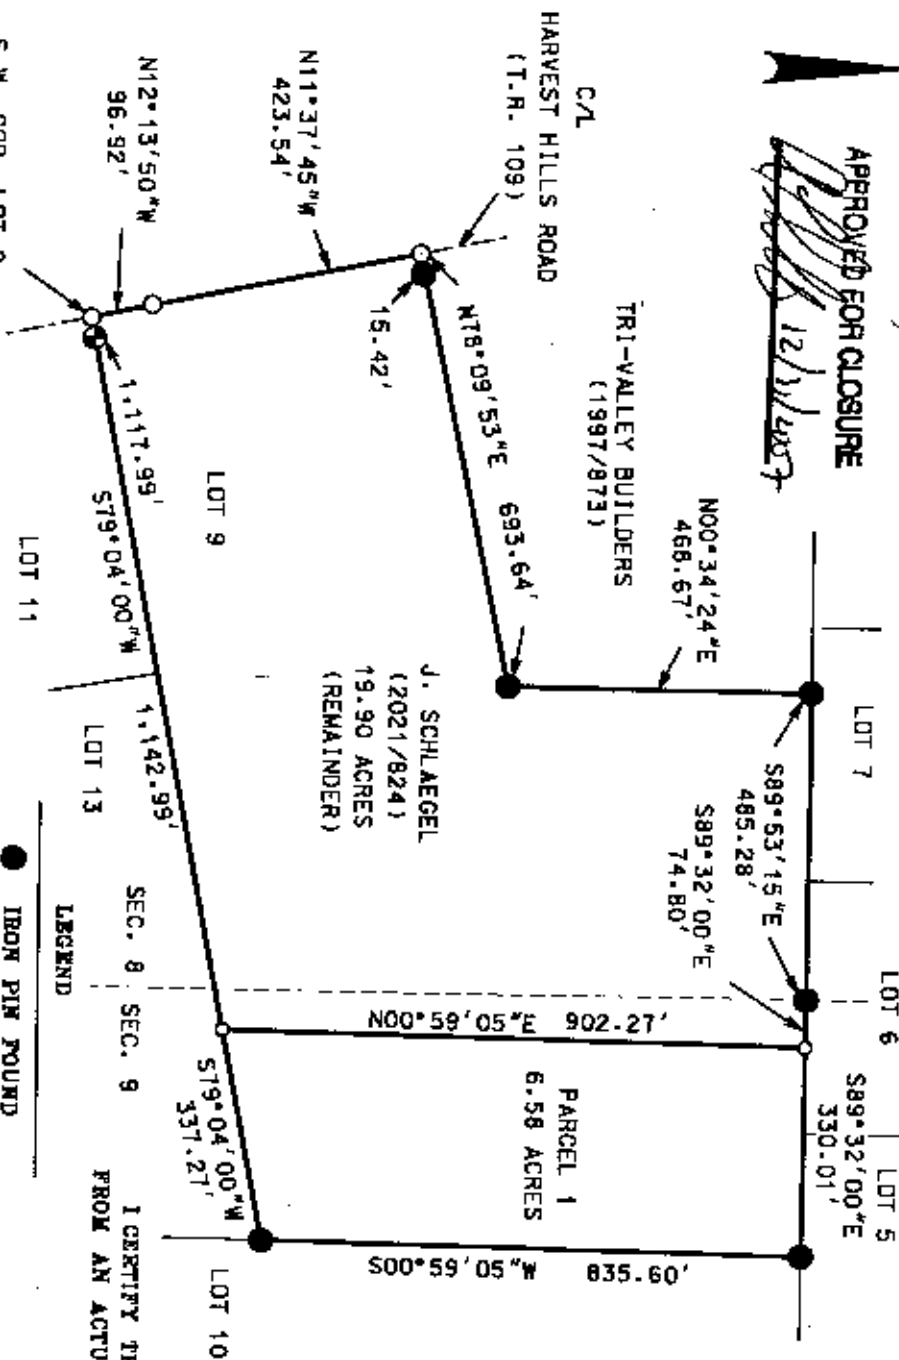 APPROVED FOR CLOSURE
C/L
HARVEST HILLS ROAD
(T.R. 109)
N11°37'45"W
423.54'
N12°13'50"W
96.92'
TRI-VALLEY BUILDERS
(1997/873)
N00°34'24"E
468.67'
LOT 7
S89°53'15"E
485.28'
S89°32'00"E
74.80'
LOT 6
S89°32'00"E
330.01'
LOT 5
N78°09'53"E 693.64'
15.42'
J. SCHLAEGEL
(2021/824)
19.90 ACRES
(REMAINDER)
N00°59'05"E 902.27'
PARCEL 1
6.58 ACRES
S00°59'05"W 835.60'
LOT 9
1,117.99'
S79°04'00"W
1,142.99'
S79°04'00"W
337.27'
LOT 11
LOT 13
SEC. 8
SEC. 9
LOT 10
LEGEND
IRON PIN FOUND
I CERTIFY
FROM AN